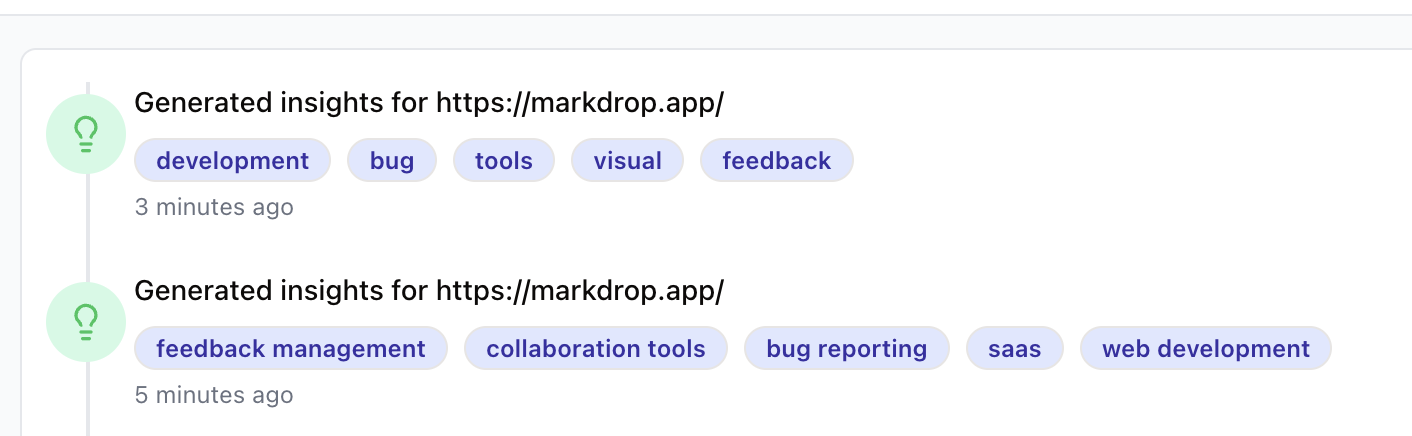 Generated insights for https://markdrop.app/
development bug tools visual feedback
3 minutes ago
Generated insights for https://markdrop.app/
feedback management collaboration tools bug reporting saas web development
5 minutes ago